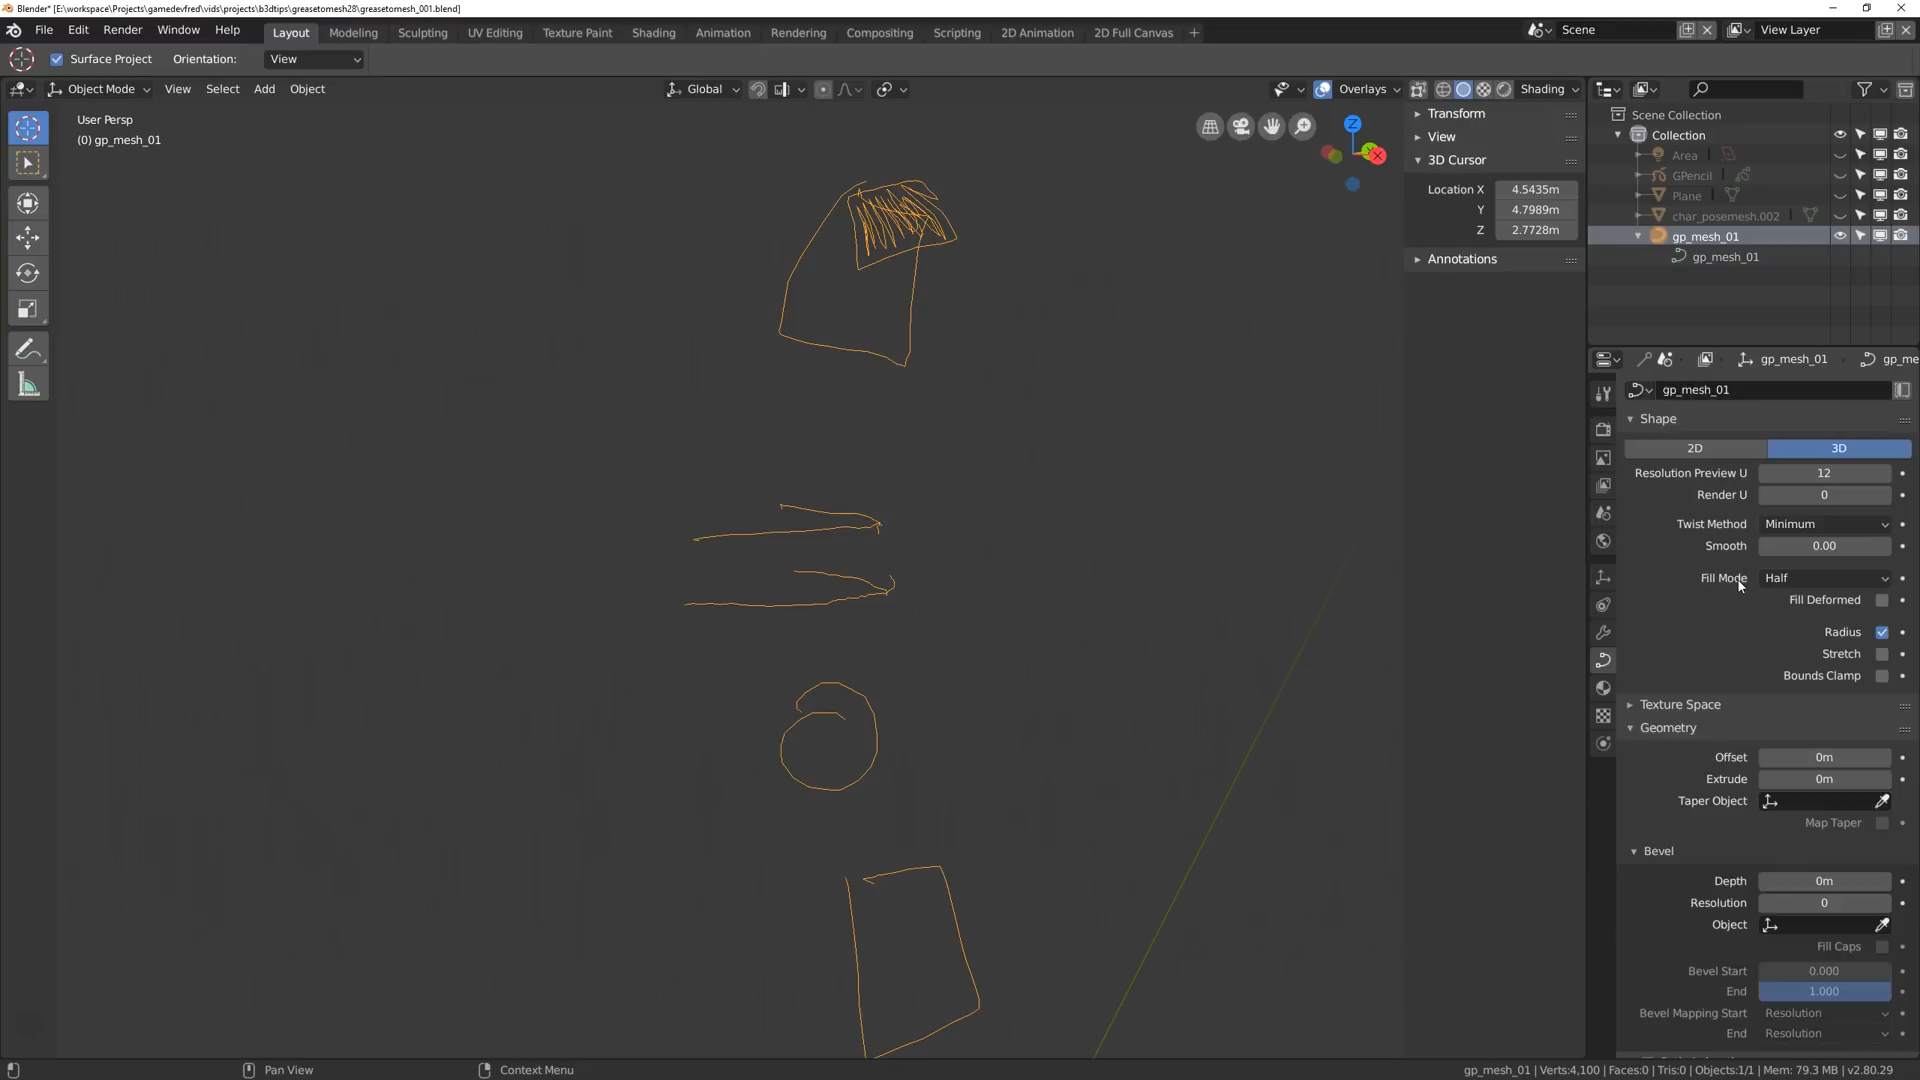 Blender* [E:\workspace\Projects\gamedevfred\vids\projects\b3dtips\greasetomesh28\greasetomesh_001.blend]
File Edit Render Window Help Layout Modeling Sculpting UV Editing Texture Paint Shading Animation Rendering Compositing Scripting 2D Animation 2D Full Canvas + Scene View Layer
Surface Project Orientation: View
Object Mode View Select Add Object Global Overlays Shading
User Persp
(0) gp_mesh_01
Z
Y
X
Transform
View
3D Cursor
Location X 4.5435m
Y 4.7989m
Z 2.7728m
Annotations
Scene Collection
Collection
Area
GPencil
Plane
char_posemesh.002
gp_mesh_01
gp_mesh_01
gp_mesh_01 gp_me
gp_mesh_01
Shape
2D 3D
Resolution Preview U 12
Render U 0
Twist Method Minimum
Smooth 0.00
Fill Mode Half
Fill Deformed
Radius
Stretch
Bounds Clamp
Texture Space
Geometry
Offset 0m
Extrude 0m
Taper Object
Map Taper
Bevel
Depth 0m
Resolution 0
Object
Fill Caps
Bevel Start 0.000
End 1.000
Bevel Mapping Start Resolution
End Resolution
Pan View Context Menu gp_mesh_01 | Verts:4,100 | Faces:0 | Tris:0 | Objects:1/1 | Mem: 79.3 MB | v2.80.29